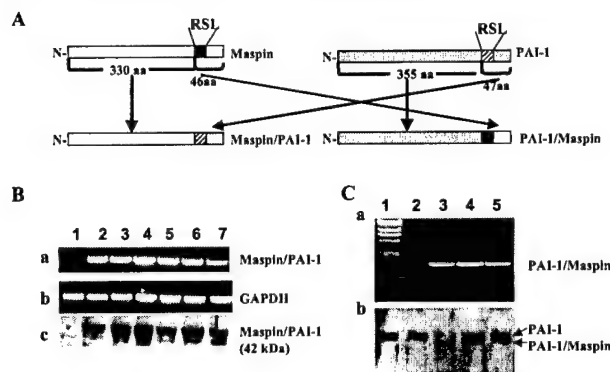 A
RSL
N-
Maspin
330 aa
46aa
RSL
N-
PAI-1
355 aa
47aa
N-
Maspin/PAI-1
N-
PAI-1/Maspin
B
1 2 3 4 5 6 7
a
Maspin/PAI-1
b
GAPDH
c
Maspin/PAI-1
(42 kDa)
C
1 2 3 4 5
a
PAI-1/Maspin
b
PAI-1
PAI-1/Maspin